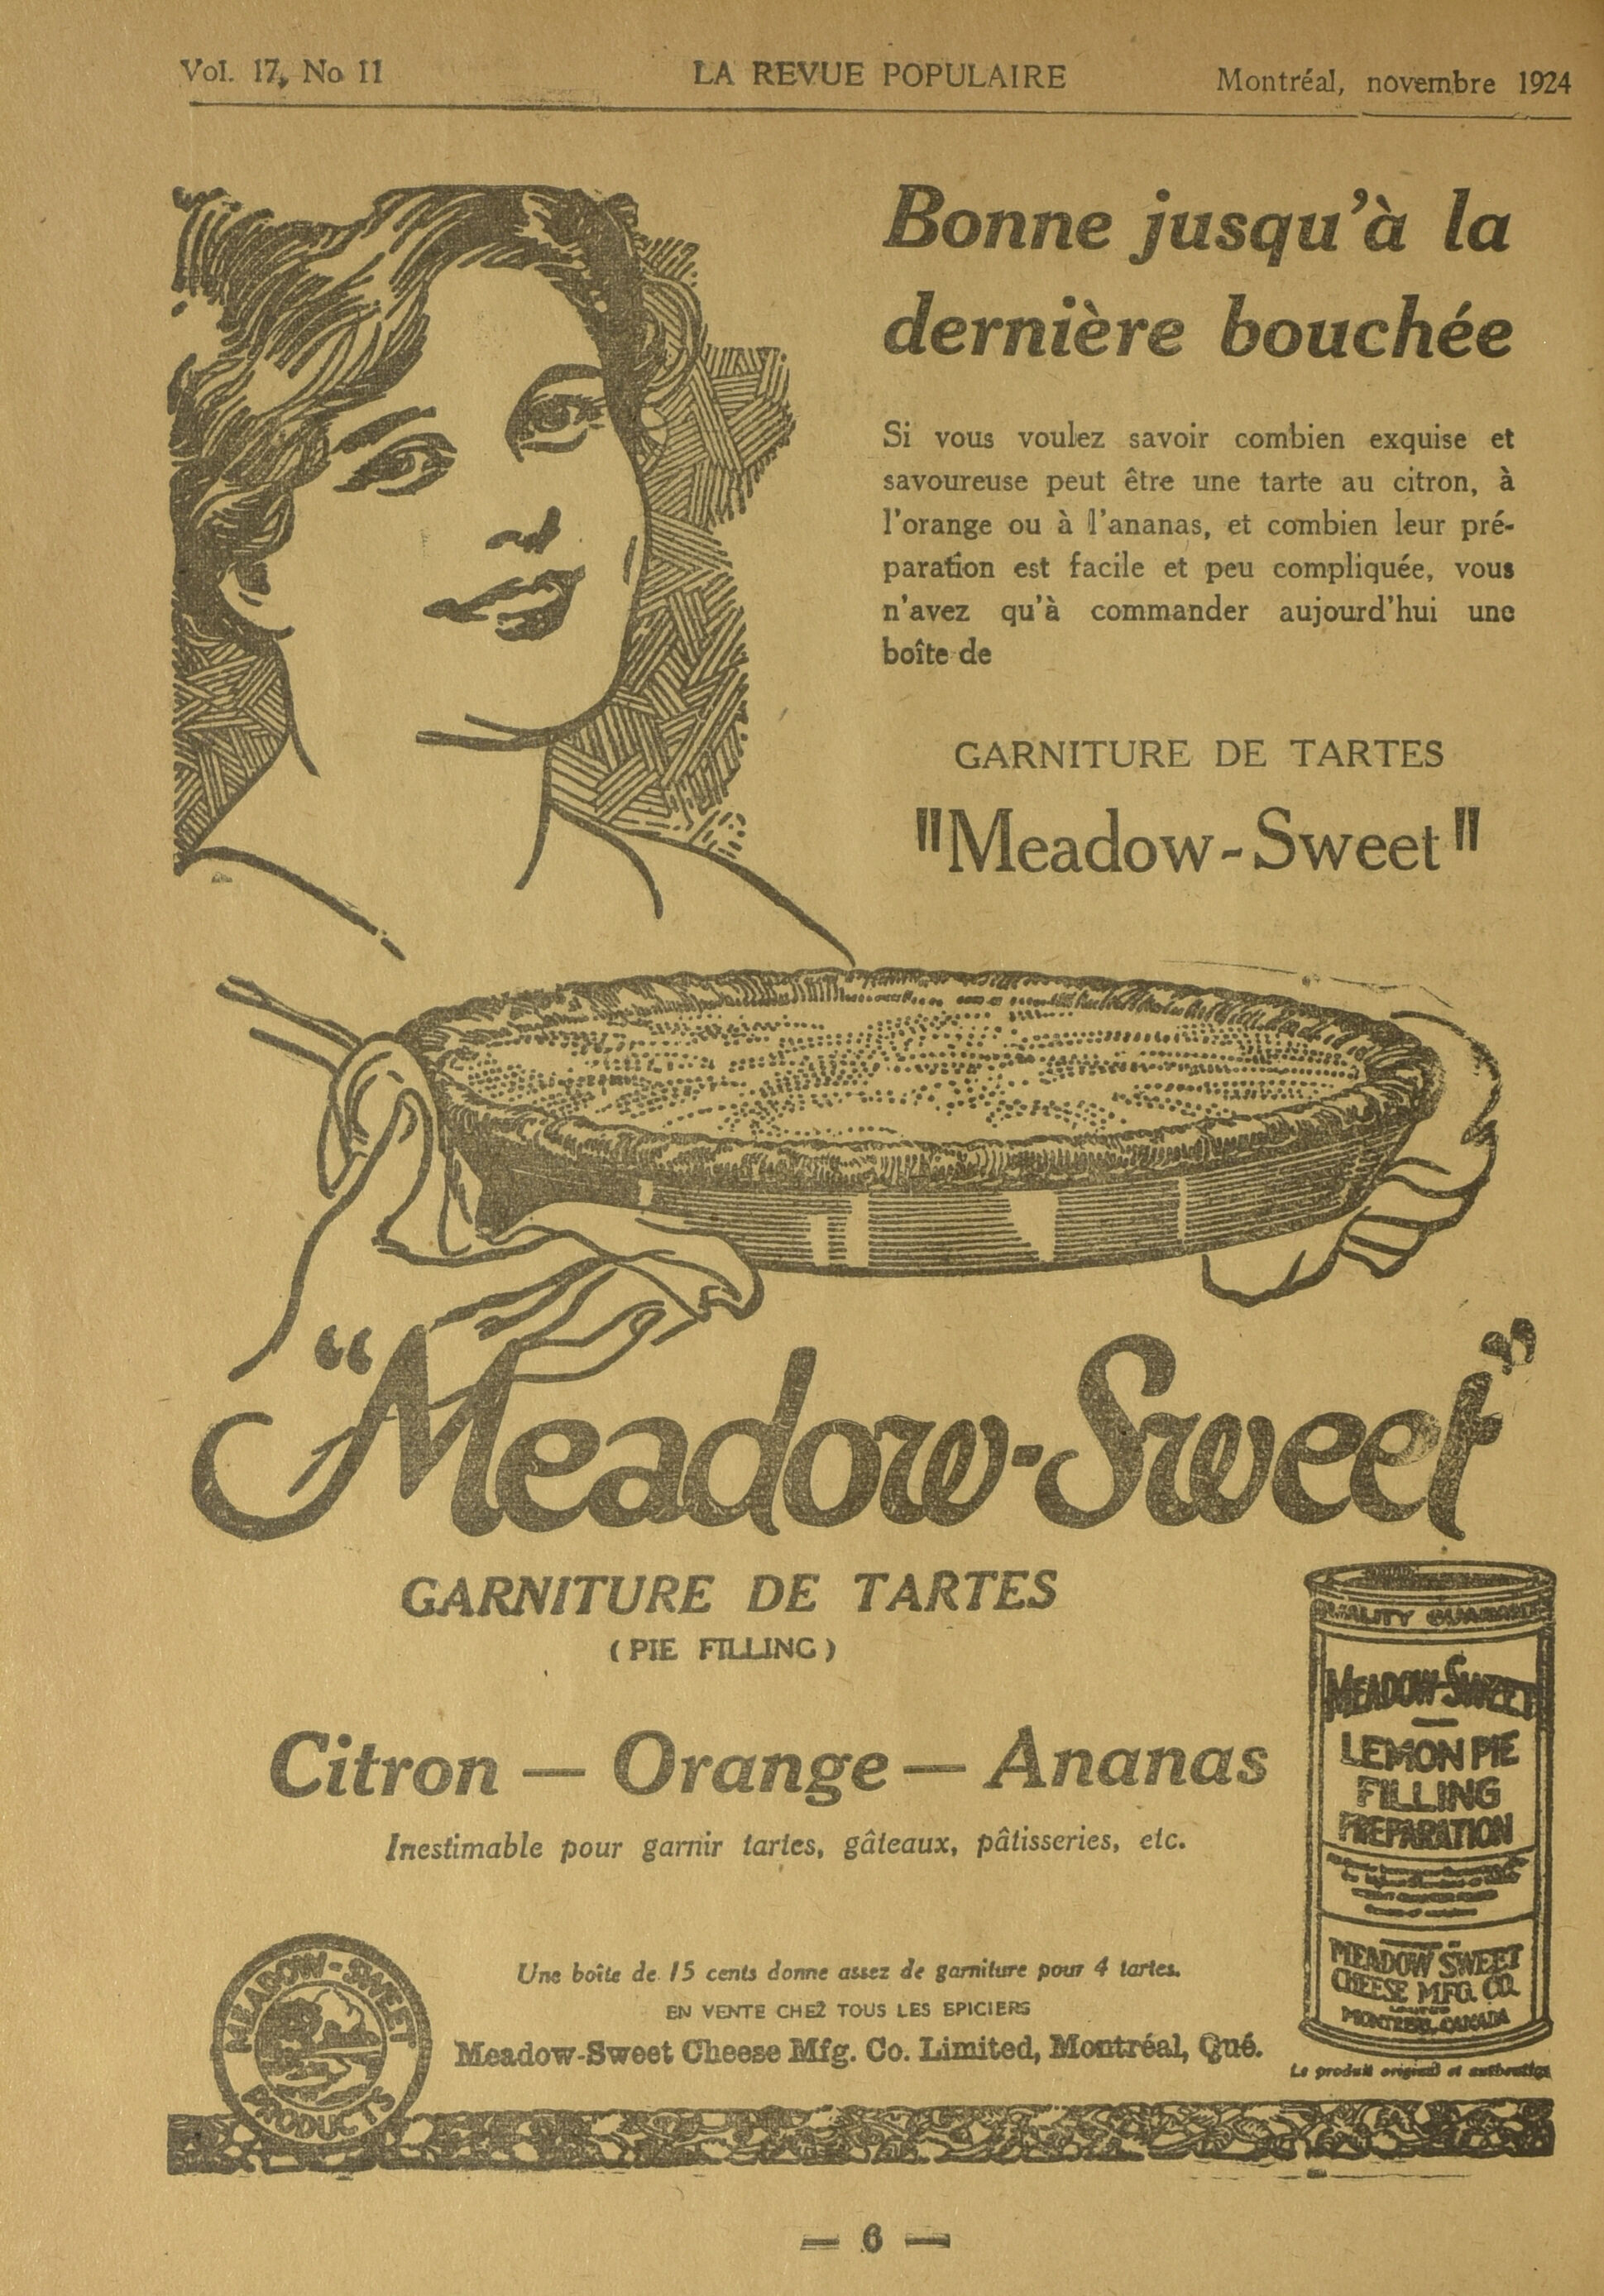 Vol. 17, No 11 LA REVUE POPULAIRE Montréal, novembre 1924
Bonne jusqu'à la
dernière bouchée
Si vous voulez savoir combien exquise et
savoureuse peut être une tarte au citron, à
l'orange ou à l'ananas, et combien leur pré-
paration est facile et peu compliquée, vous
n'avez qu'à commander aujourd'hui une
boîte de
GARNITURE DE TARTES
"Meadow-Sweet"
“Meadow-Sweet”
GARNITURE DE TARTES
(PIE FILLING)
Citron — Orange — Ananas
Inestimable pour garnir tartes, gâteaux, pâtisseries, etc.
QUALITY
MEADOW-SWEET
LEMON PIE
FILLING
PREPARATION
MEADOW SWEET
CHEESE MFG. CO.
LIMITED
MONTREAL, CANADA
Le produit original et authentique
MEADOW-SWEET
PRODUCTS
Une boîte de 15 cents donne assez de garniture pour 4 tartes.
EN VENTE CHEZ TOUS LES EPICIERS
Meadow-Sweet Cheese Mfg. Co. Limited, Montréal, Qué.
— 6 —